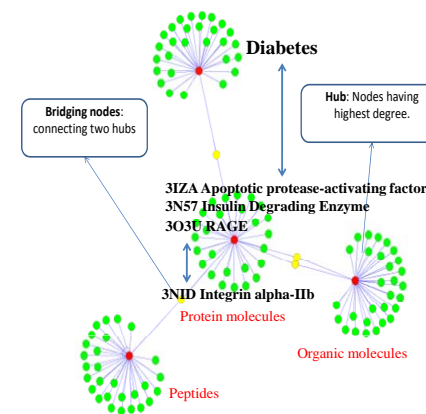 Diabetes
Bridging nodes:
connecting two hubs
Hub: Nodes having
highest degree.
3IZA Apoptotic protease-activating factor
3N57 Insulin Degrading Enzyme
3O3U RAGE
3NID Integrin alpha-IIb
Protein molecules
Organic molecules
Peptides